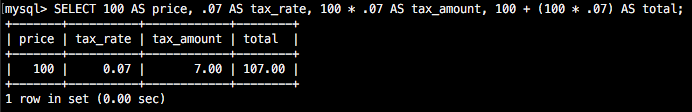 mysql> SELECT 100 AS price, .07 AS tax_rate, 100 * .07 AS tax_amount, 100 + (100 * .07) AS total;
+-------+----------+------------+--------+
| price | tax_rate | tax_amount | total  |
+-------+----------+------------+--------+
|   100 |     0.07 |       7.00 | 107.00 |
+-------+----------+------------+--------+
1 row in set (0.00 sec)